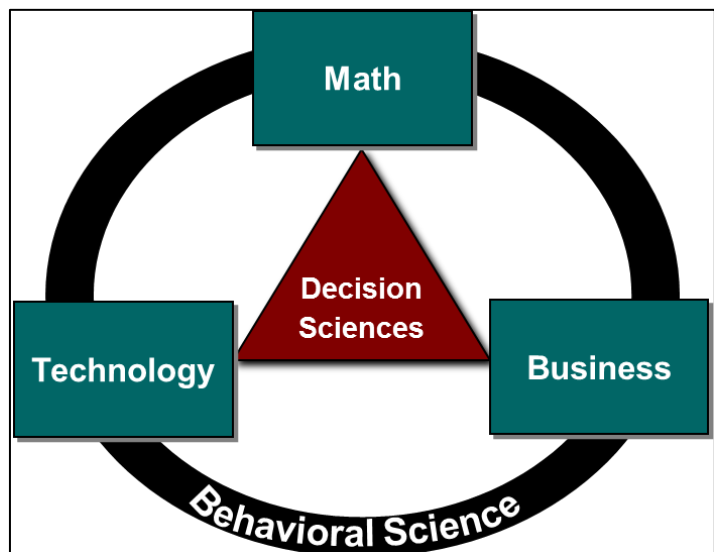 Math
Decision
Sciences
Technology
Business
Behavioral Science